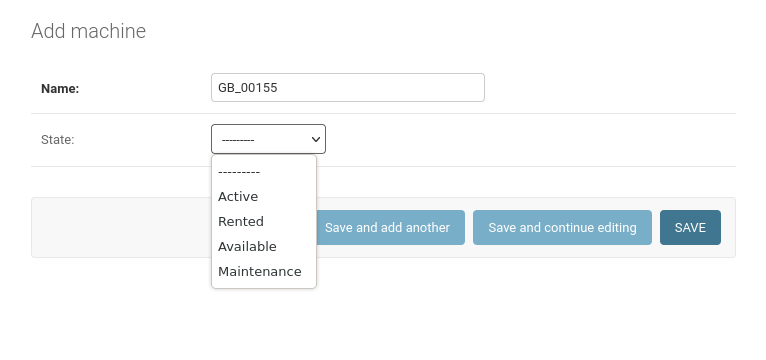 Add machine
Name: GB_00155
State: ---------
---------
Active
Rented
Available
Maintenance
Save and add another Save and continue editing SAVE